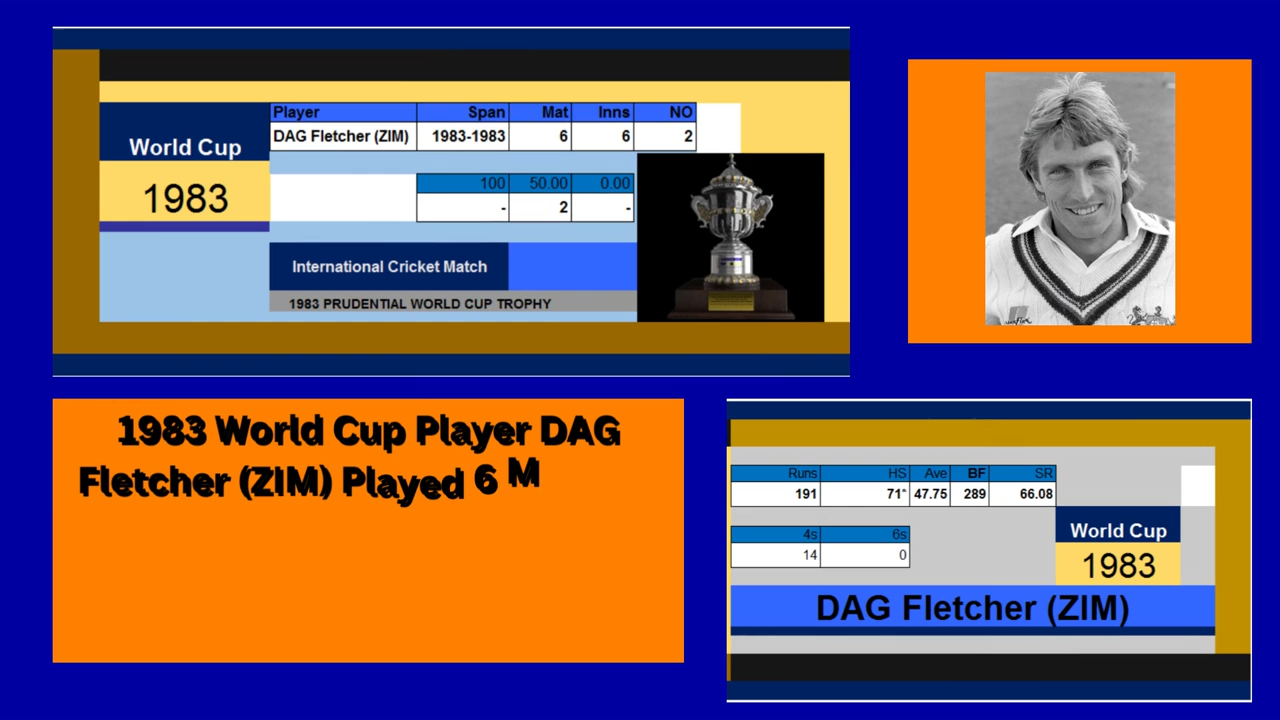 Player Span Mat Inns NO
DAG Fletcher (ZIM) 1983-1983 6 6 2
World Cup
1983
100 50.00 0.00
- 2 -
International Cricket Match
1983 PRUDENTIAL WORLD CUP TROPHY
1983 World Cup Player DAG
Fletcher (ZIM) Played 6 M
Runs HS Ave BF SR
191 71* 47.75 289 66.08
4s 6s
14 0
World Cup
1983
DAG Fletcher (ZIM)